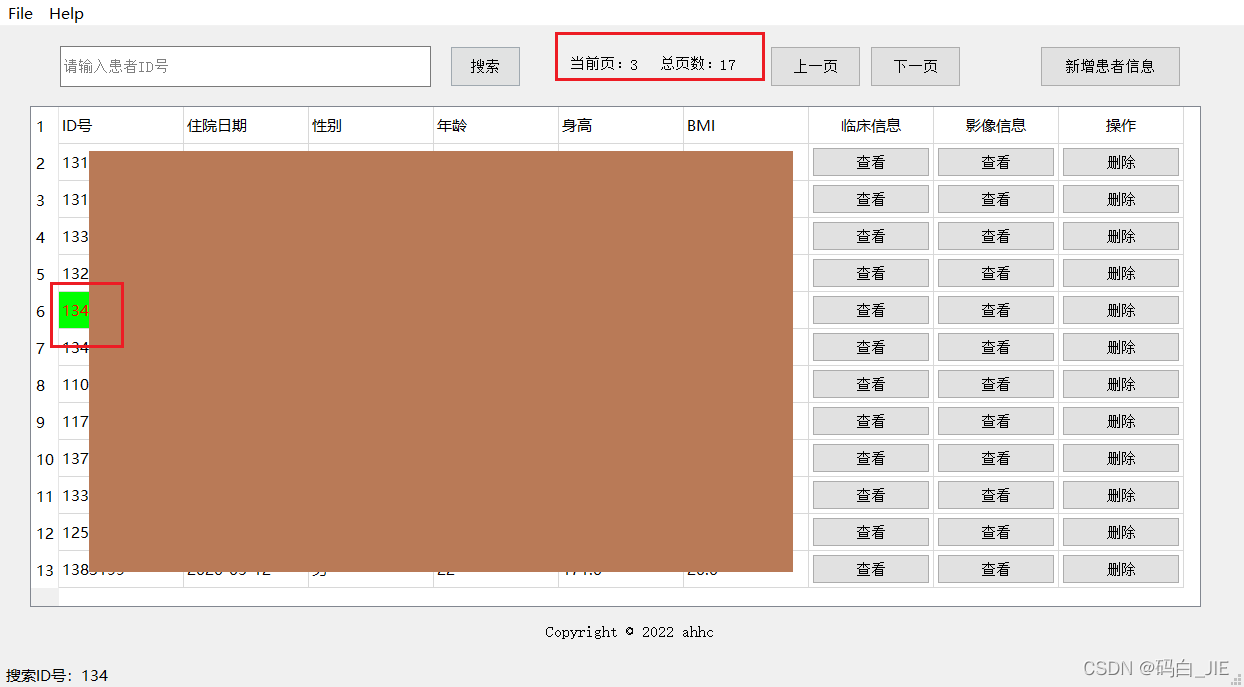 File Help
请输入患者ID号 搜索 当前页：3 总页数：17 上一页 下一页 新增患者信息
1 ID号 住院日期 性别 年龄 身高 BMI 临床信息 影像信息 操作
2 131 查看 查看 删除
3 131 查看 查看 删除
4 133 查看 查看 删除
5 132 查看 查看 删除
6 134 查看 查看 删除
7 134 查看 查看 删除
8 110 查看 查看 删除
9 117 查看 查看 删除
10 137 查看 查看 删除
11 133 查看 查看 删除
12 125 查看 查看 删除
13 查看 查看 删除
Copyright © 2022 ahhc
搜索ID号：134
CSDN @码白_JIE